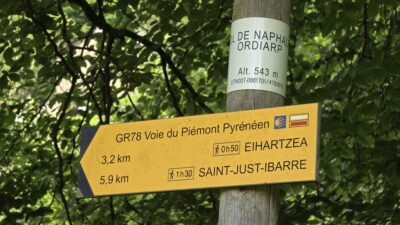 DE NAPHAL
ORDIARP
Alt. 543 m
GR78 Voie du Piémont Pyrénéen
3,2 km 0h50 EIHARTZEA
5,9 km 1h30 SAINT-JUST-IBARRE